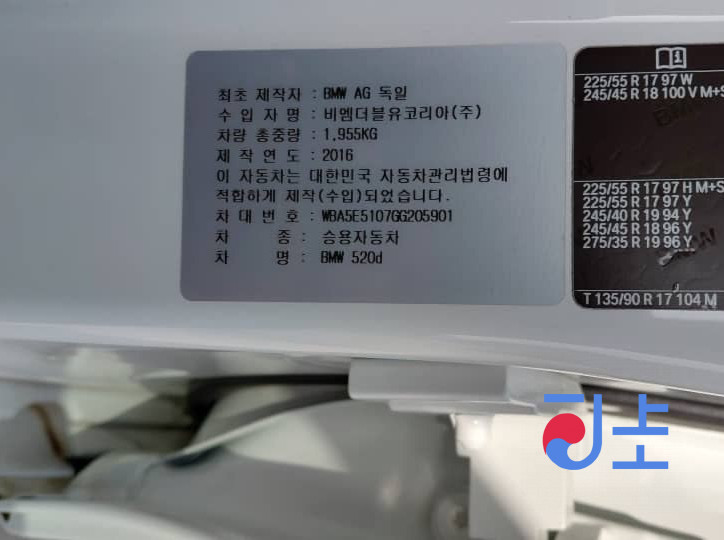 최초 제작자 : BMW AG 독일
수 입 자 명 : 비엠더블유코리아(주)
차량 총중량 : 1,955KG
제 작 연 도 : 2016
이 자동차는 대한민국 자동차관리법령에
적합하게 제작(수입)되었습니다.
차 대 번 호 : WBA5E5107GG205901
차 종 : 승용자동차
차 명 : BMW 520d
225/55 R 17 97 W
245/45 R 18 100 V M+S
225/55 R 17 97 H M+S
225/55 R 17 97 Y
245/40 R 19 94 Y
245/45 R 18 96 Y
275/35 R 19 96 Y
T 135/90 R 17 104 M